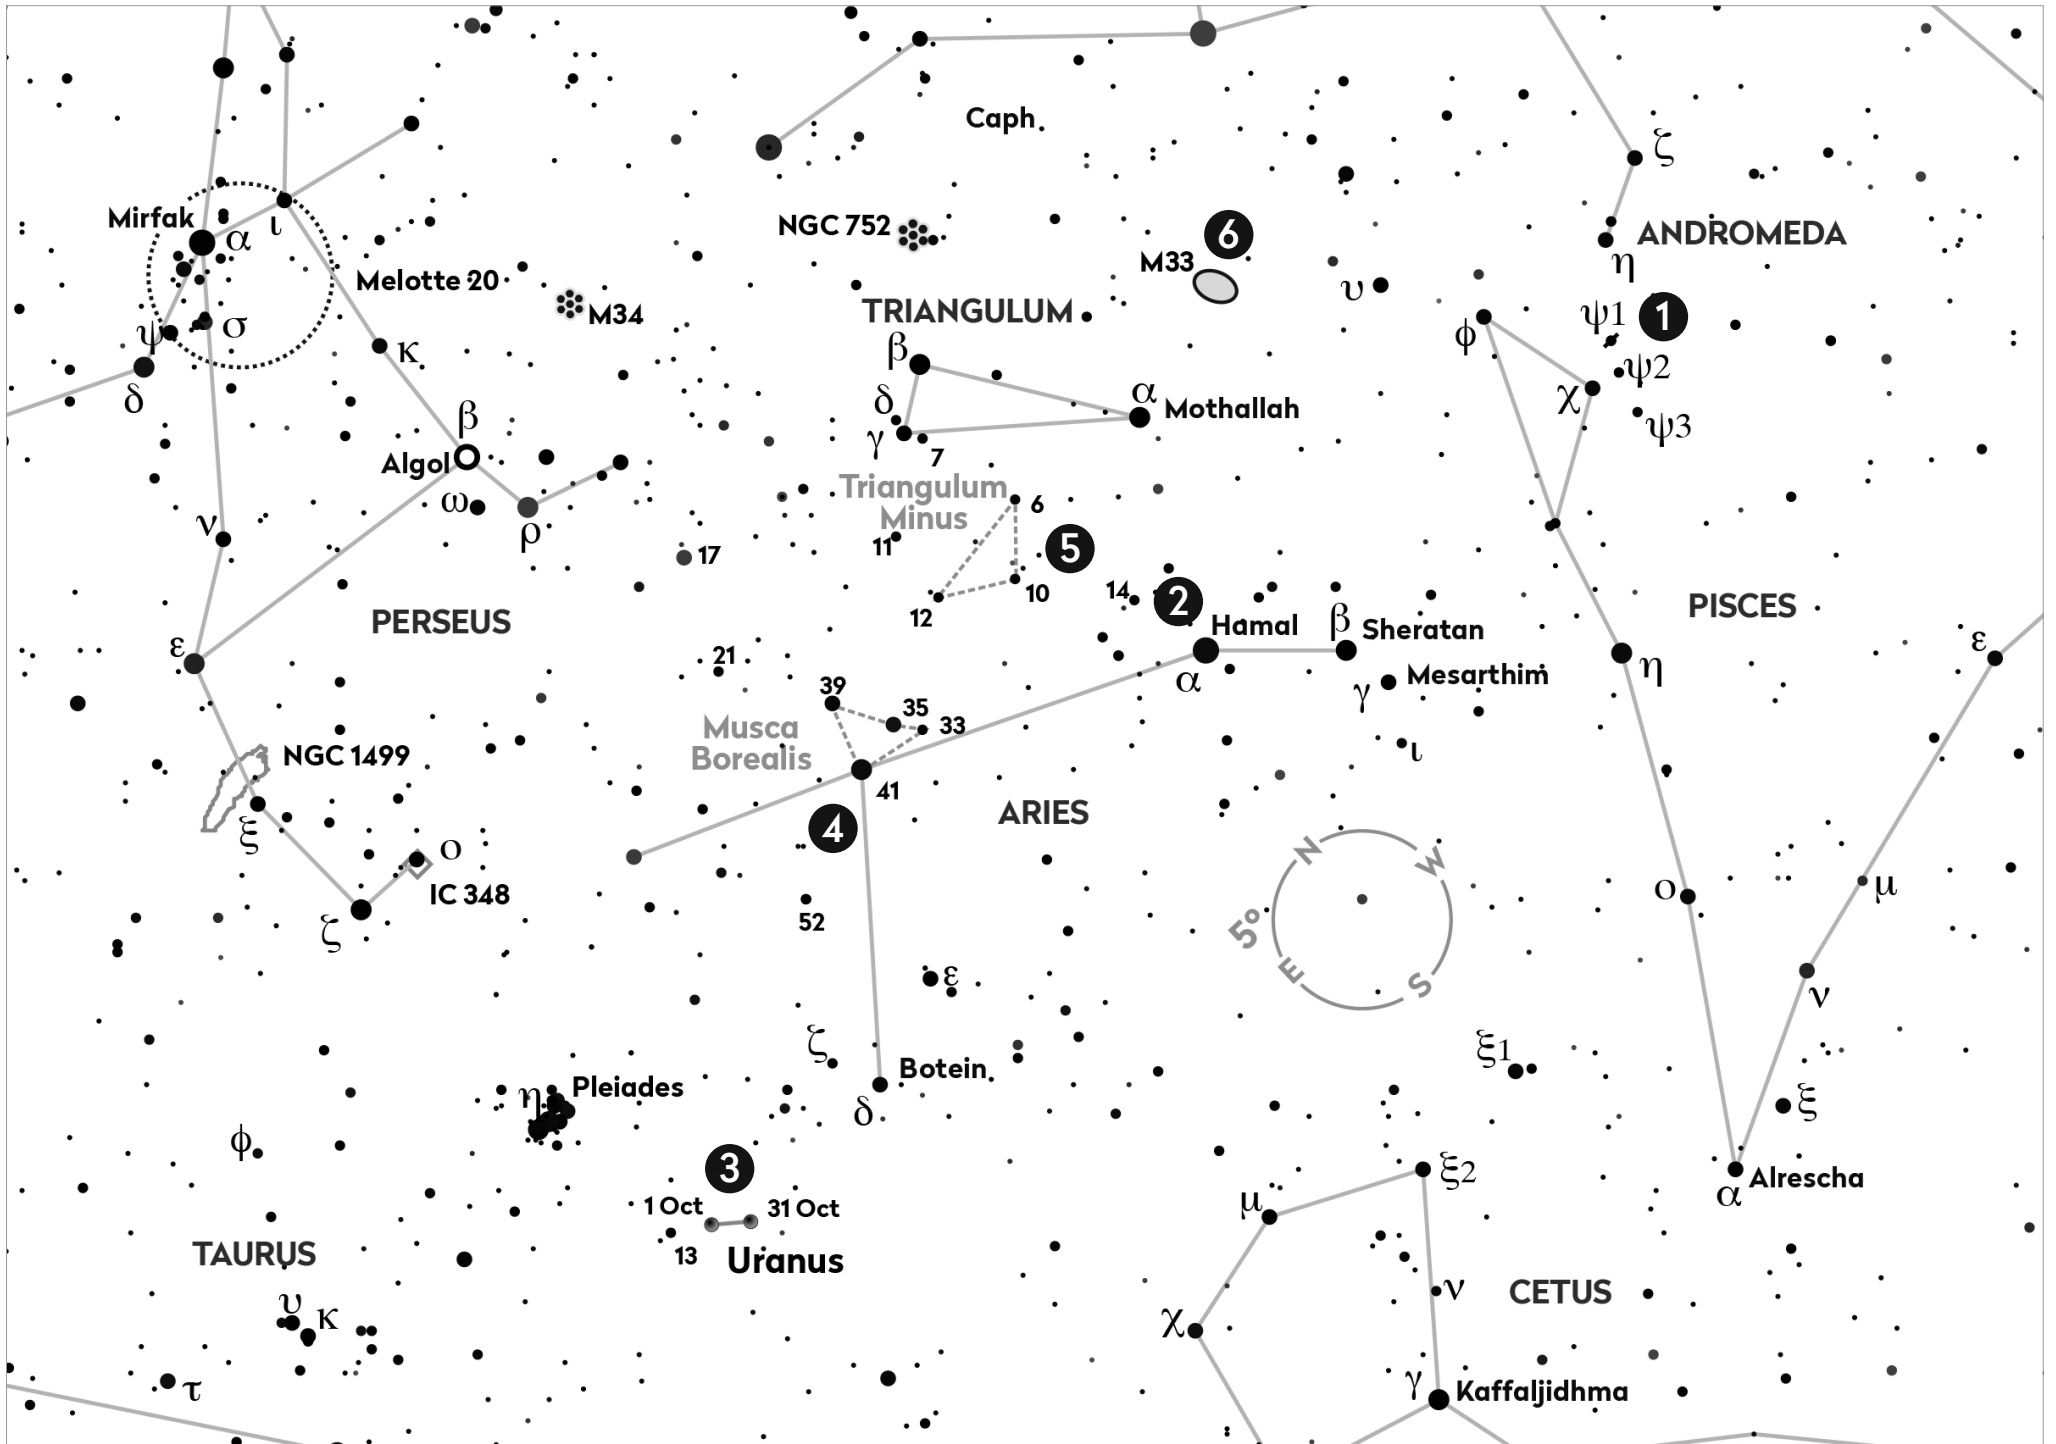 Caph
ζ
Mirfak
α
ι
NGC 752
6
ANDROMEDA
M33
η
Melotte 20
M34
υ
TRIANGULUM
ψ1
1
ψ
σ
φ
κ
β
ψ2
δ
χ
α
Mothallah
δ
ψ3
β
γ
7
Algol
Triangulum
Minus
ω
6
ν
ρ
11
5
17
10
14
2
12
PERSEUS
Hamal
β
Sheratan
PISCES
ε
21
α
γ
Mesarthim
η
ε
39
35
33
Musca
Borealis
NGC 1499
ι
41
ARIES
4
ξ
ο
N
W
5°
E
S
ο
μ
IC 348
ζ
52
ε
ν
ζ
Botein
δ
ξ1
ξ
η
Pleiades
φ
3
ξ2
Alrescha
α
μ
1 Oct
31 Oct
13
Uranus
TAURUS
ν
CETUS
υ
κ
χ
τ
γ
Kaffaljidhma